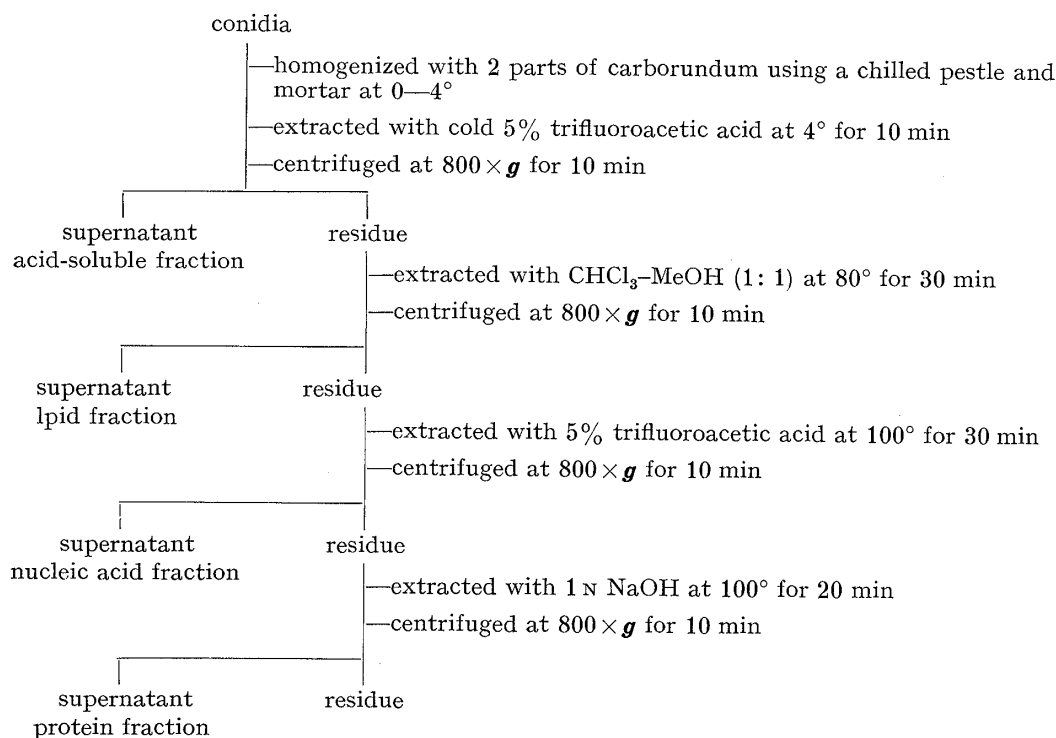 conidia
—homogenized with 2 parts of carborundum using a chilled pestle and
mortar at 0—4°
—extracted with cold 5% trifluoroacetic acid at 4° for 10 min
—centrifuged at 800×g for 10 min
supernatant residue
acid-soluble fraction
—extracted with CHCl₃–MeOH (1: 1) at 80° for 30 min
—centrifuged at 800×g for 10 min
supernatant residue
lpid fraction
—extracted with 5% trifluoroacetic acid at 100° for 30 min
—centrifuged at 800×g for 10 min
supernatant residue
nucleic acid fraction
—extracted with 1 N NaOH at 100° for 20 min
—centrifuged at 800×g for 10 min
supernatant residue
protein fraction